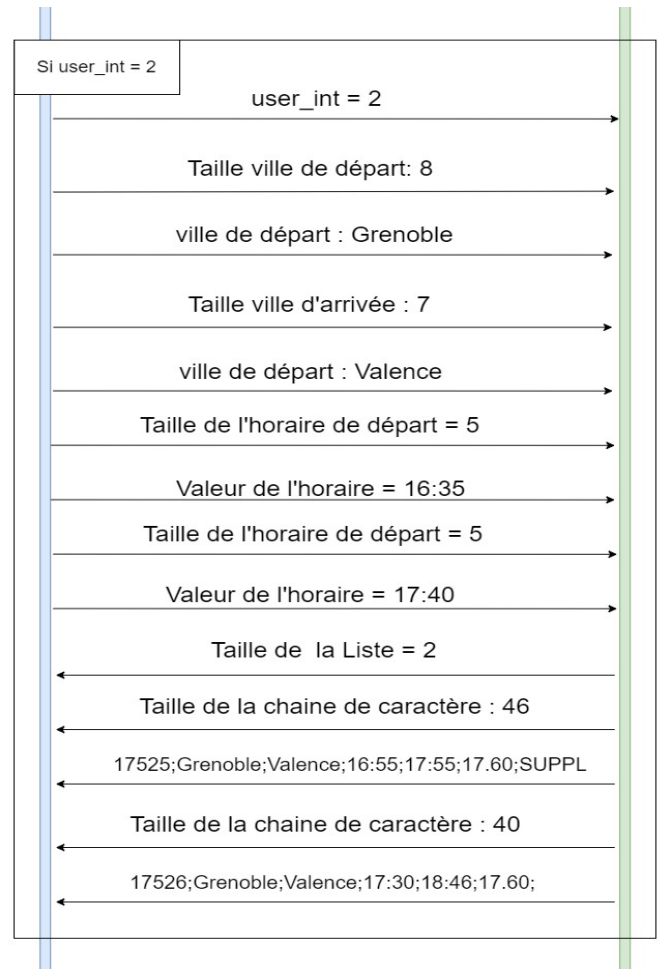 Si user_int = 2
user_int = 2
Taille ville de départ: 8
ville de départ : Grenoble
Taille ville d'arrivée : 7
ville de départ : Valence
Taille de l'horaire de départ = 5
Valeur de l'horaire = 16:35
Taille de l'horaire de départ = 5
Valeur de l'horaire = 17:40
Taille de la Liste = 2
Taille de la chaine de caractère : 46
17525;Grenoble;Valence;16:55;17:55;17.60;SUPPL
Taille de la chaine de caractère : 40
17526;Grenoble;Valence;17:30;18:46;17.60;